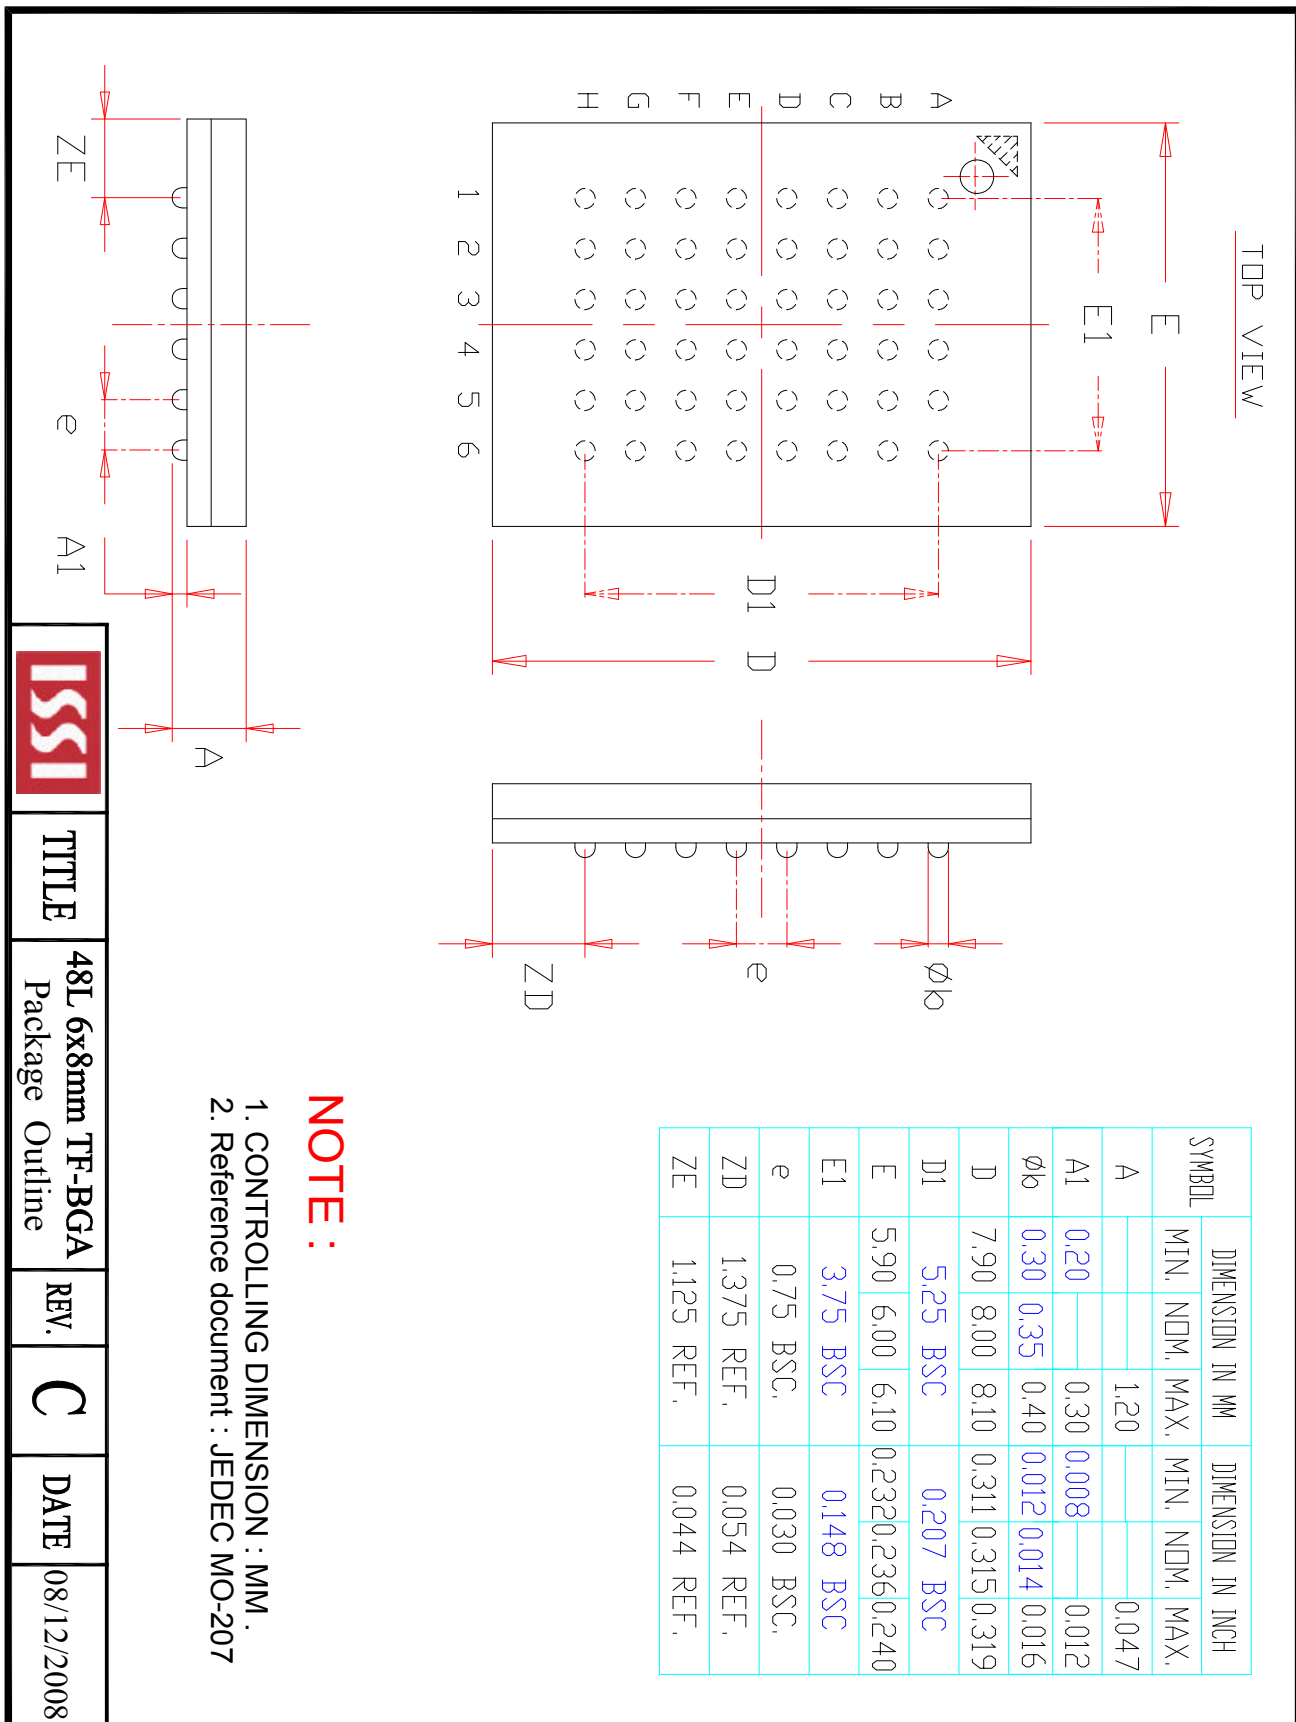 TOP VIEW
E
E1
A
B
C
D
E
F
G
H
1 2 3 4 5 6
D1
D
ZE
e
A1
A
Øb
e
ZD
SYMBOL DIMENSION IN MM DIMENSION IN INCH
MIN. NOM. MAX. MIN. NOM. MAX.
A 1.20 0.047
A1 0.20 0.30 0.008 0.012
Øb 0.30 0.35 0.40 0.012 0.014 0.016
D 7.90 8.00 8.10 0.311 0.315 0.319
D1 5.25 BSC 0.207 BSC
E 5.90 6.00 6.10 0.232 0.236 0.240
E1 3.75 BSC 0.148 BSC
e 0.75 BSC. 0.030 BSC.
ZD 1.375 REF. 0.054 REF.
ZE 1.125 REF. 0.044 REF.
NOTE :
1. CONTROLLING DIMENSION : MM .
2. Reference document : JEDEC MO-207
ISSI
TITLE
48L 6x8mm TF-BGA
Package Outline
REV.
C
DATE
08/12/2008